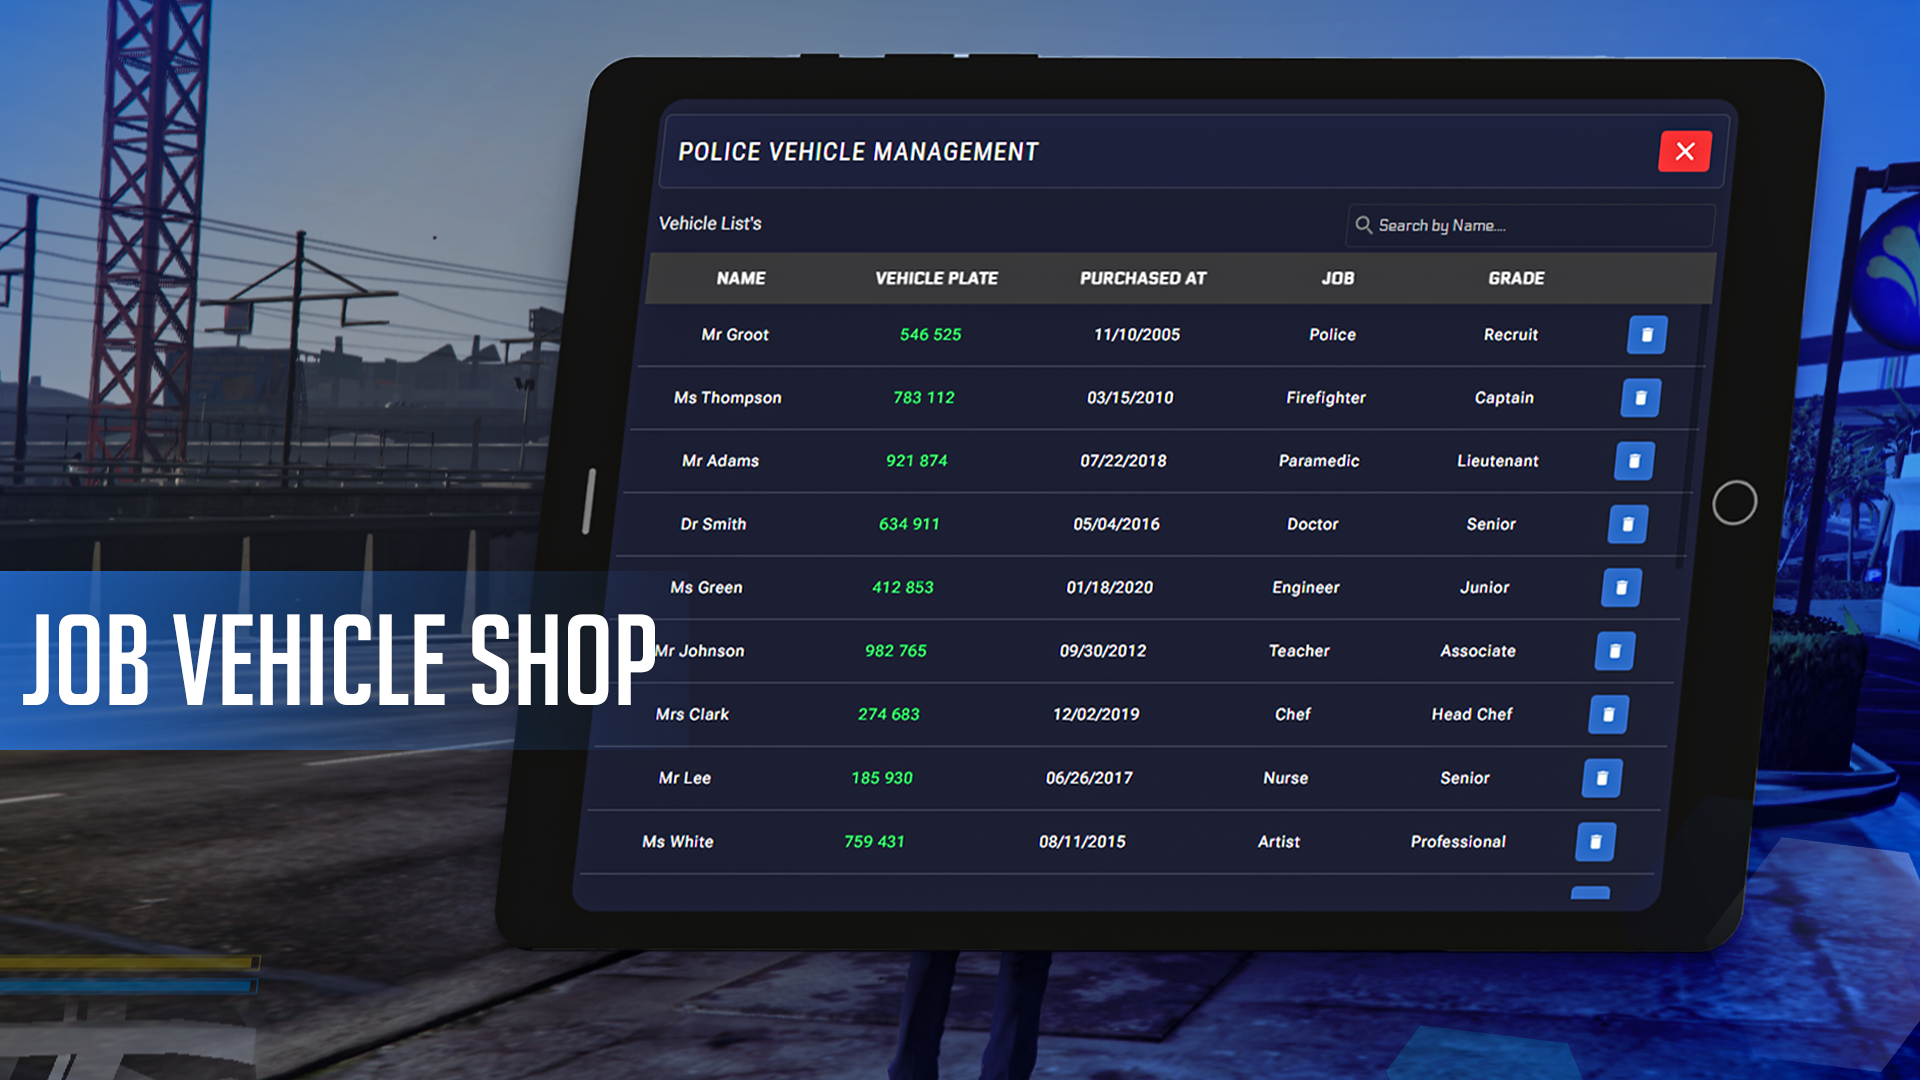 POLICE VEHICLE MANAGEMENT
Vehicle List's
Search by Name....
NAME VEHICLE PLATE PURCHASED AT JOB GRADE
Mr Groot 546 525 11/10/2005 Police Recruit
Ms Thompson 783 112 03/15/2010 Firefighter Captain
Mr Adams 921 874 07/22/2018 Paramedic Lieutenant
Dr Smith 634 911 05/04/2016 Doctor Senior
Ms Green 412 853 01/18/2020 Engineer Junior
Mr Johnson 982 765 09/30/2012 Teacher Associate
Mrs Clark 274 683 12/02/2019 Chef Head Chef
Mr Lee 185 930 06/26/2017 Nurse Senior
Ms White 759 431 08/11/2015 Artist Professional
JOB VEHICLE SHOP